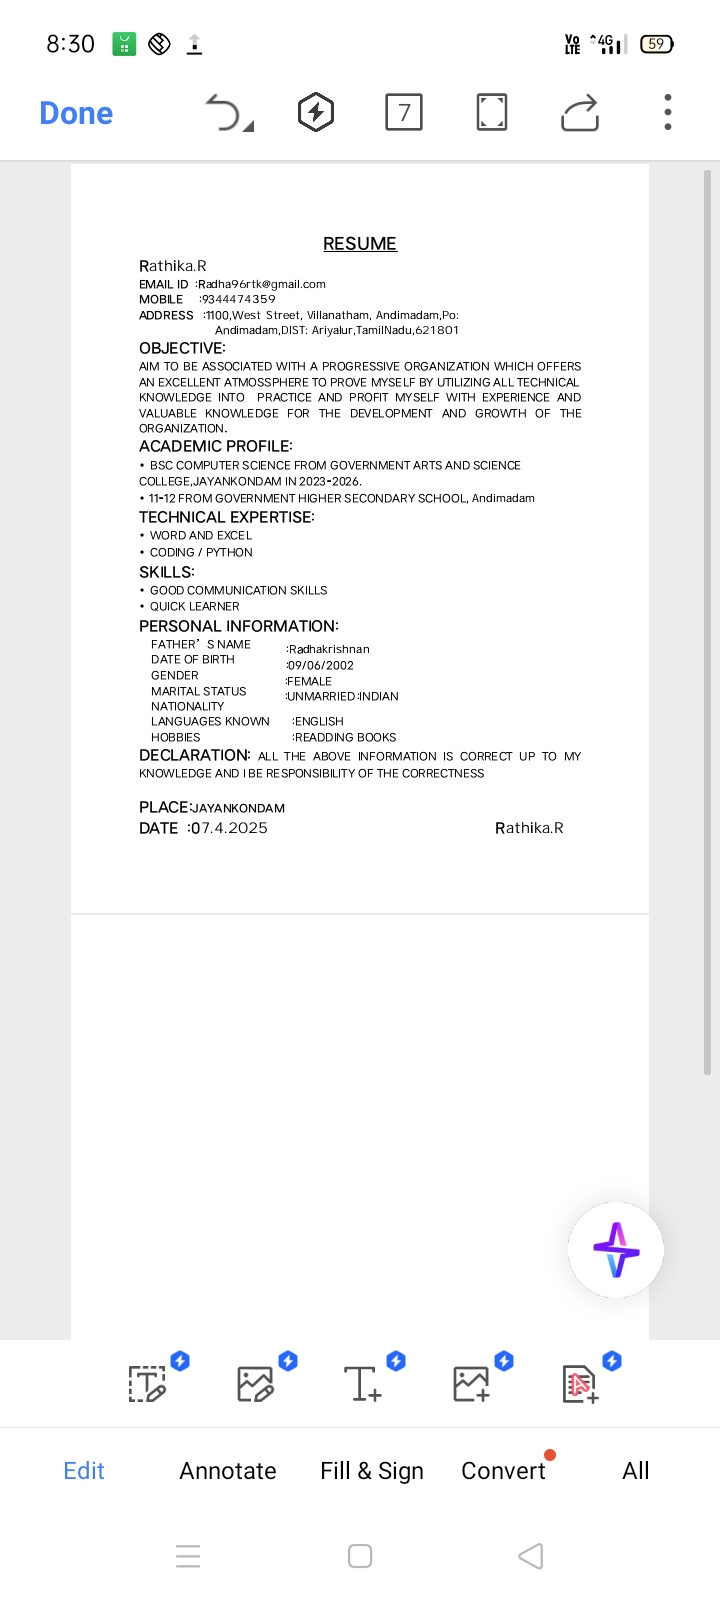 8:30
Vo LTE 4G 59
Done 7
RESUME
Rathika.R
EMAIL ID :Radha96rtk@gmail.com
MOBILE :9344474359
ADDRESS :1100,West Street, Villanatham, Andimadam,Po:
Andimadam,DIST: Ariyalur,TamilNadu,621801
OBJECTIVE:
AIM TO BE ASSOCIATED WITH A PROGRESSIVE ORGANIZATION WHICH OFFERS
AN EXCELLENT ATMOSSPHERE TO PROVE MYSELF BY UTILIZING ALL TECHNICAL
KNOWLEDGE INTO PRACTICE AND PROFIT MYSELF WITH EXPERIENCE AND
VALUABLE KNOWLEDGE FOR THE DEVELOPMENT AND GROWTH OF THE
ORGANIZATION.
ACADEMIC PROFILE:
• BSC COMPUTER SCIENCE FROM GOVERNMENT ARTS AND SCIENCE
COLLEGE,JAYANKONDAM IN 2023-2026.
• 11-12 FROM GOVERNMENT HIGHER SECONDARY SCHOOL, Andimadam
TECHNICAL EXPERTISE:
• WORD AND EXCEL
• CODING / PYTHON
SKILLS:
• GOOD COMMUNICATION SKILLS
• QUICK LEARNER
PERSONAL INFORMATION:
FATHER’S NAME :Radhakrishnan
DATE OF BIRTH :09/06/2002
GENDER :FEMALE
MARITAL STATUS :UNMARRIED:INDIAN
NATIONALITY
LANGUAGES KNOWN :ENGLISH
HOBBIES :READDING BOOKS
DECLARATION: ALL THE ABOVE INFORMATION IS CORRECT UP TO MY
KNOWLEDGE AND I BE RESPONSIBILITY OF THE CORRECTNESS
PLACE:JAYANKONDAM
DATE :07.4.2025 Rathika.R
Edit Annotate Fill & Sign Convert All